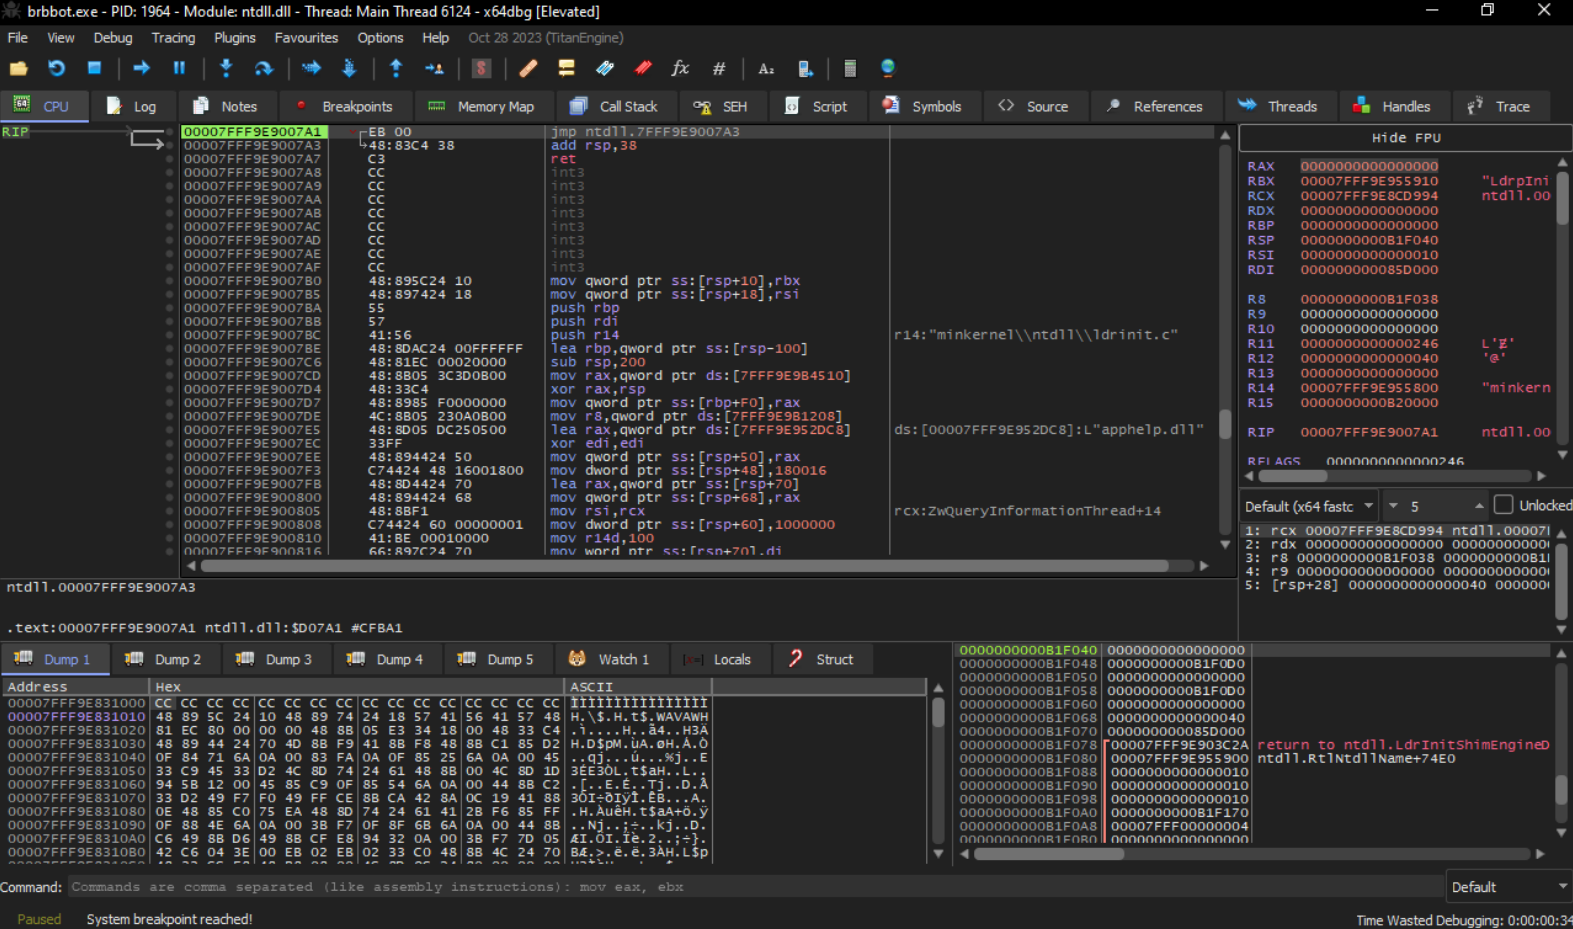 brbbot.exe - PID: 1964 - Module: ntdll.dll - Thread: Main Thread 6124 - x64dbg [Elevated]
File View Debug Tracing Plugins Favourites Options Help Oct 28 2023 (TitanEngine)
CPU Log Notes Breakpoints Memory Map Call Stack SEH Script Symbols Source References Threads Handles Trace
RIP
00007FFF9E9007A1 EB 00 jmp ntdll.7FFF9E9007A3
00007FFF9E9007A3 48:83C4 38 add rsp,38
00007FFF9E9007A7 C3 ret
00007FFF9E9007A8 CC int3
00007FFF9E9007A9 CC int3
00007FFF9E9007AA CC int3
00007FFF9E9007AB CC int3
00007FFF9E9007AC CC int3
00007FFF9E9007AD CC int3
00007FFF9E9007AE CC int3
00007FFF9E9007AF CC int3
00007FFF9E9007B0 48:895C24 10 mov qword ptr ss:[rsp+10],rbx
00007FFF9E9007B5 48:897424 18 mov qword ptr ss:[rsp+18],rsi
00007FFF9E9007BA 55 push rbp
00007FFF9E9007BB 57 push rdi
00007FFF9E9007BC 41:56 push r14 r14:"minkernel\\ntdll\\ldrinit.c"
00007FFF9E9007BE 48:8DAC24 00FFFFFF lea rbp,qword ptr ss:[rsp-100]
00007FFF9E9007C6 48:81EC 00020000 sub rsp,200
00007FFF9E9007CD 48:8B05 3C3D0B00 mov rax,qword ptr ds:[7FFF9E9B4510]
00007FFF9E9007D4 48:33C4 xor rax,rsp
00007FFF9E9007D7 48:8985 F0000000 mov qword ptr ss:[rbp+F0],rax
00007FFF9E9007DE 4C:8B05 230A0B00 mov r8,qword ptr ds:[7FFF9E9B1208]
00007FFF9E9007E5 48:8D05 DC250500 lea rax,qword ptr ds:[7FFF9E952DC8] ds:[00007FFF9E952DC8]:L"apphelp.dll"
00007FFF9E9007EC 33FF xor edi,edi
00007FFF9E9007EE 48:894424 50 mov qword ptr ss:[rsp+50],rax
00007FFF9E9007F3 C74424 48 16001800 mov dword ptr ss:[rsp+48],180016
00007FFF9E9007FB 48:8D4424 70 lea rax,qword ptr ss:[rsp+70]
00007FFF9E900800 48:894424 68 mov qword ptr ss:[rsp+68],rax
00007FFF9E900805 48:8BF1 mov rsi,rcx rcx:ZwQueryInformationThread+14
00007FFF9E900808 C74424 60 00000001 mov dword ptr ss:[rsp+60],1000000
00007FFF9E900810 41:BE 00010000 mov r14d,100
00007FFF9E900816 66:897C24 70 mov word ptr ss:[rsp+70],di
Hide FPU
RAX 0000000000000000
RBX 00007FFF9E955910 "LdrpIni
RCX 00007FFF9E8CD994 ntdll.00
RDX 0000000000000000
RBP 0000000000000000
RSP 0000000000B1F040
RSI 0000000000000010
RDI 000000000085D000
R8 0000000000B1F038
R9 0000000000000000
R10 0000000000000000
R11 0000000000000246 L'Ɇ'
R12 0000000000000040 '@'
R13 0000000000000000
R14 00007FFF9E955800 "minkern
R15 0000000000B20000
RIP 00007FFF9E9007A1 ntdll.00
RFLAGS 0000000000000246
Default (x64 fastc 5 Unlocked
1: rcx 00007FFF9E8CD994 ntdll.00007
2: rdx 0000000000000000 000000000
3: r8 0000000000B1F038 0000000000B1
4: r9 0000000000000000 0000000000
5: [rsp+28] 0000000000000040 000000
ntdll.00007FFF9E9007A3
.text:00007FFF9E9007A1 ntdll.dll:$D07A1 #CFBA1
Dump 1 Dump 2 Dump 3 Dump 4 Dump 5 Watch 1 Locals Struct
Address Hex ASCII
00007FFF9E831000 CC CC CC CC CC CC CC CC CC CC CC CC CC CC CC CC ÌÌÌÌÌÌÌÌÌÌÌÌÌÌÌÌ
00007FFF9E831010 48 89 5C 24 10 48 89 74 24 18 57 41 56 41 57 48 H.\$.H.t$.WAVAWH
00007FFF9E831020 81 EC 80 00 00 00 48 8B 05 E3 34 18 00 48 33 C4 .ì....H..ã4..H3Ä
00007FFF9E831030 48 89 44 24 70 4D 8B F9 41 8B F8 48 8B C1 85 D2 H.D$pM.ùA.øH.Á.Ò
00007FFF9E831040 0F 84 71 6A 0A 00 83 FA 0A 0F 85 25 6A 0A 00 45 ..qj...ú...%j..E
00007FFF9E831050 33 C9 45 33 D2 4C 8D 74 24 61 48 8B 00 4C 8D 1D 3ÉE3ÒL.t$aH..L..
00007FFF9E831060 94 5B 12 00 45 85 C9 0F 85 54 6A 0A 00 44 8B C2 .[..E.É..Tj..D.Â
00007FFF9E831070 33 D2 49 F7 F0 49 FF CE 8B CA 42 8A 0C 19 41 88 3ÒI÷ðIÿÎ.ÊB...A.
00007FFF9E831080 0E 48 85 C0 75 EA 48 8D 74 24 61 41 2B F6 85 FF .H.ÀuêH.t$aA+ö.ÿ
00007FFF9E831090 0F 88 4E 6A 0A 00 3B F7 0F 8F 6B 6A 0A 00 44 8B ..Nj..;÷..kj..D.
00007FFF9E8310A0 C6 49 8B D6 49 8B CF E8 94 32 0A 00 3B F7 7D 05 ÆI.ÖI.Ïè.2..;÷}.
00007FFF9E8310B0 42 C6 04 3E 00 EB 02 EB 02 33 C0 48 8B 4C 24 70 BÆ.>.ë.ë.3ÀH.L$p
0000000000B1F040 0000000000000000
0000000000B1F048 0000000000B1F0D0
0000000000B1F050 0000000000000000
0000000000B1F058 0000000000B1F0D0
0000000000B1F060 0000000000000000
0000000000B1F068 0000000000000040
0000000000B1F070 000000000085D000
0000000000B1F078 00007FFF9E903C2A return to ntdll.LdrInitShimEngineD
0000000000B1F080 00007FFF9E955900 ntdll.RtlNtdllName+74E0
0000000000B1F088 0000000000000010
0000000000B1F090 0000000000000010
0000000000B1F098 0000000000000010
0000000000B1F0A0 0000000000B1F170
0000000000B1F0A8 00007FFF00000004
0000000000B1F0B0 0000000000000000
Command: Commands are comma separated (like assembly instructions): mov eax, ebx Default
Paused System breakpoint reached! Time Wasted Debugging: 0:00:00:34